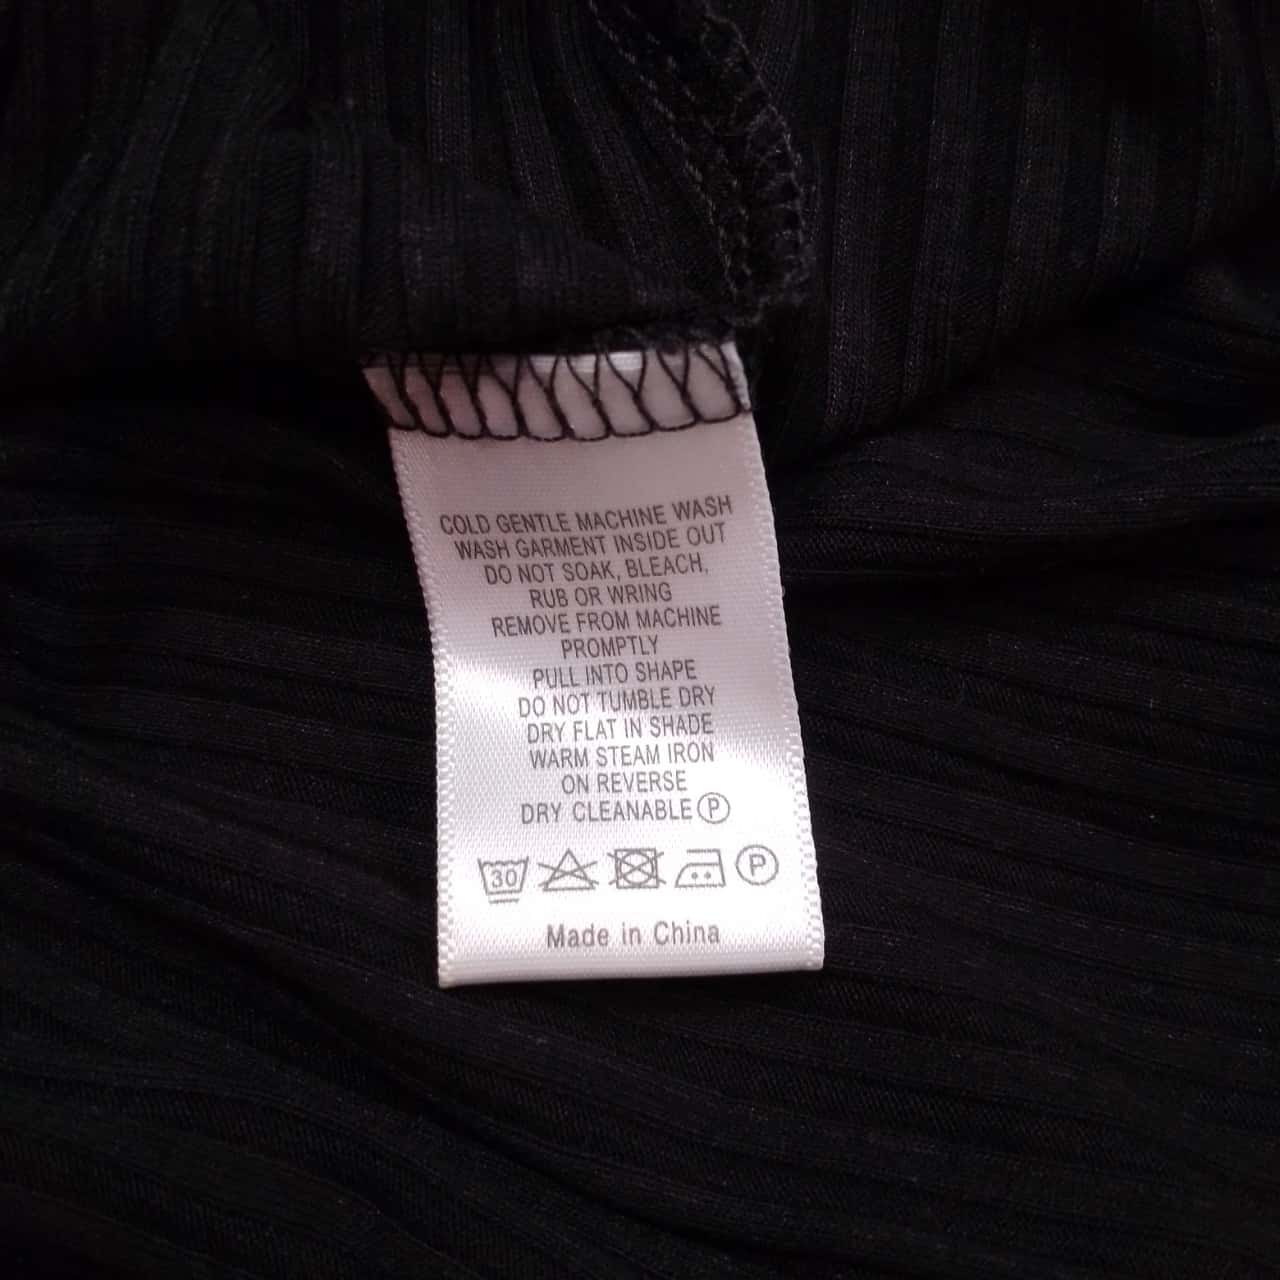 COLD GENTLE MACHINE WASH
WASH GARMENT INSIDE OUT
DO NOT SOAK, BLEACH,
RUB OR WRING
REMOVE FROM MACHINE
PROMPTLY
PULL INTO SHAPE
DO NOT TUMBLE DRY
DRY FLAT IN SHADE
WARM STEAM IRON
ON REVERSE
DRY CLEANABLE Ⓟ
30 Ⓟ
Made in China